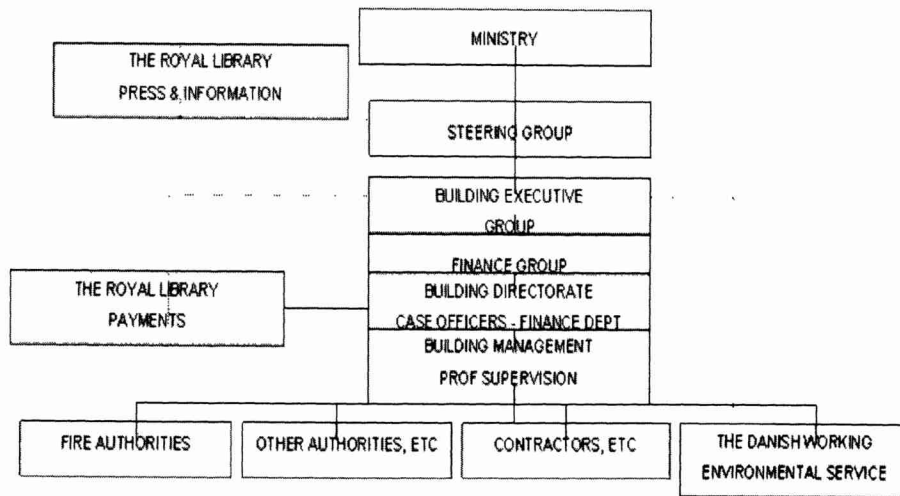 MINISTRY
THE ROYAL LIBRARY
PRESS & INFORMATION
STEERING GROUP
BUILDING EXECUTIVE
GROUP
FINANCE GROUP
THE ROYAL LIBRARY
PAYMENTS
BUILDING DIRECTORATE
CASE OFFICERS - FINANCE DEPT
BUILDING MANAGEMENT
PROF SUPERVISION
FIRE AUTHORITIES
OTHER AUTHORITIES, ETC
CONTRACTORS, ETC
THE DANISH WORKING
ENVIRONMENTAL SERVICE